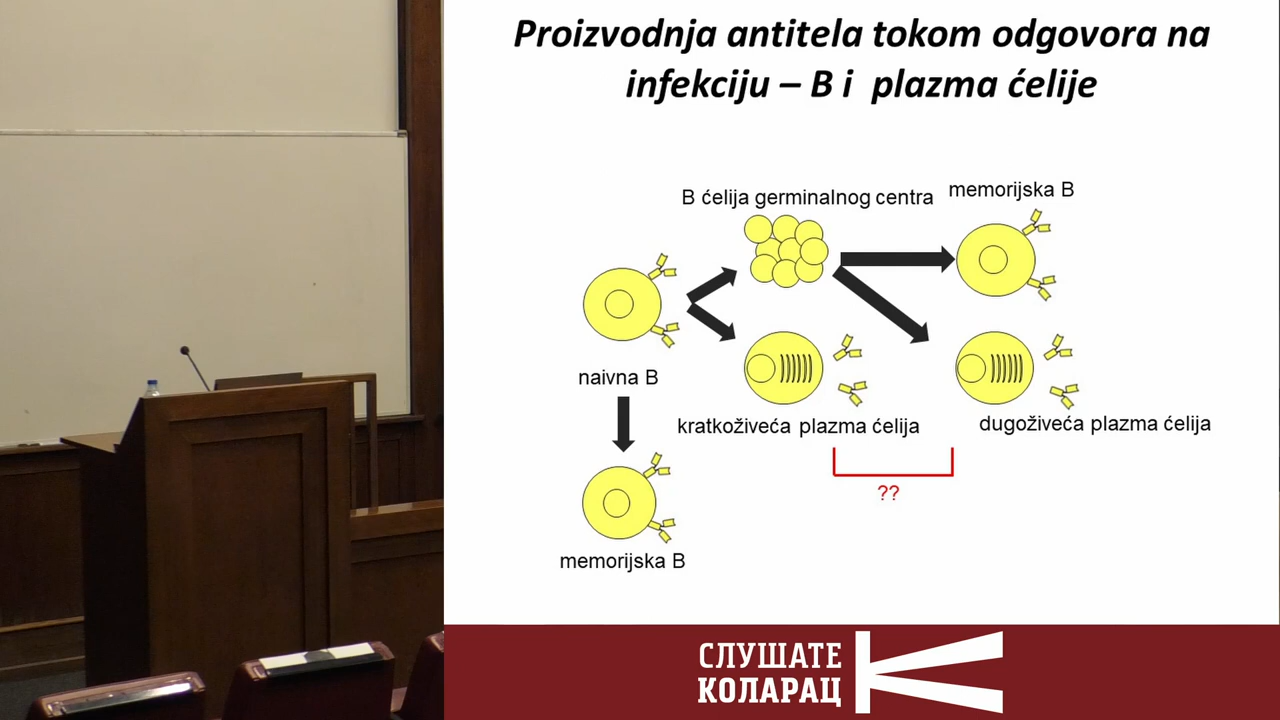 Proizvodnja antitela tokom odgovora na
infekciju – B i plazma ćelije
B ćelija germinalnog centra
memorijska B
naivna B
kratkoživeća plazma ćelija
dugoživeća plazma ćelija
??
memorijska B
СЛУШАТЕ
КОЛАРАЦ